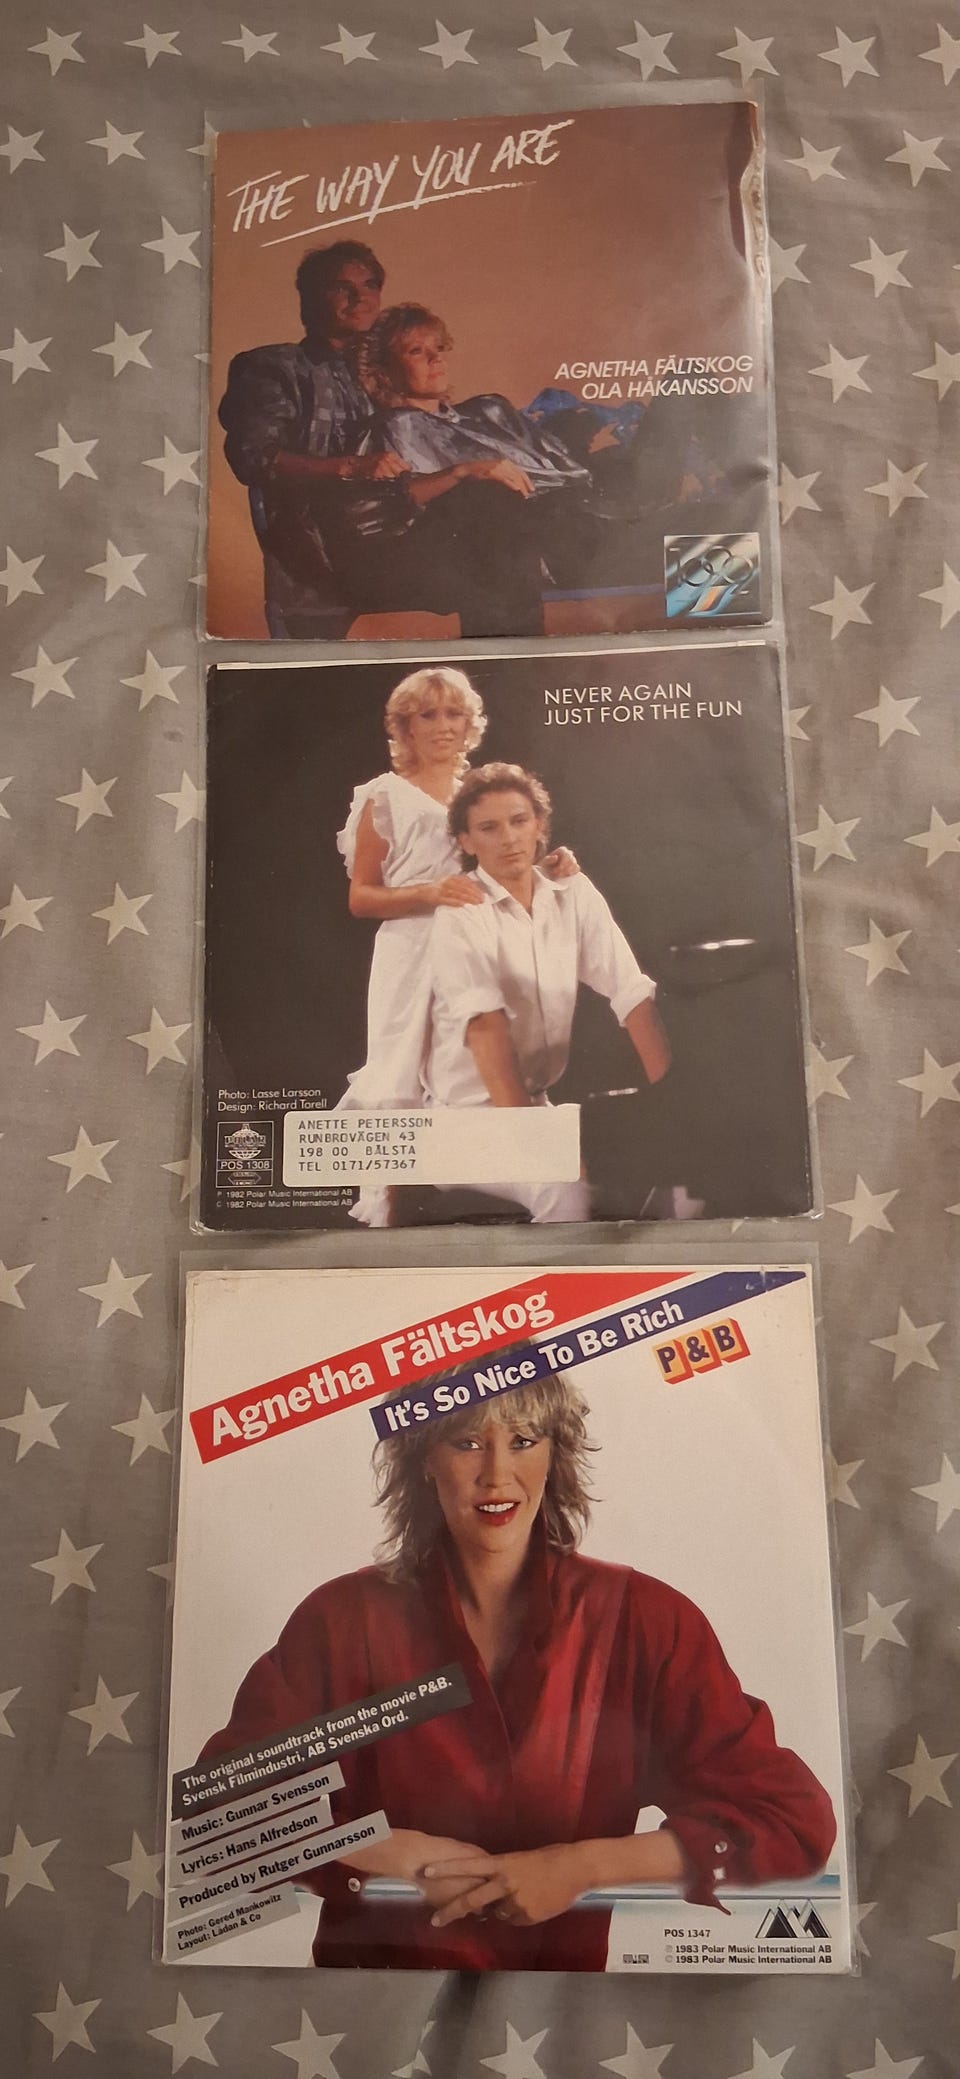 THE WAY YOU ARE
AGNETHA FÄLTSKOG
OLA HÅKANSSON
NEVER AGAIN
JUST FOR THE FUN
Photo: Lasse Larsson
Design: Richard Torell
POLAR
POS 1308
ANETTE PETERSSON
RUNBROVÄGEN 43
198 00 BÅLSTA
TEL 0171/57367
P 1982 Polar Music International AB
C 1982 Polar Music International AB
Agnetha Fältskog
It's So Nice To Be Rich
P&B
The original soundtrack from the movie P&B.
Svensk Filmindustri, AB Svenska Ord.
Music: Gunnar Svensson
Lyrics: Hans Alfredson
Produced by Rutger Gunnarsson
Photo: Gered Mankowitz
Layout: Ladan & Co
POS 1347
℗ 1983 Polar Music International AB
© 1983 Polar Music International AB